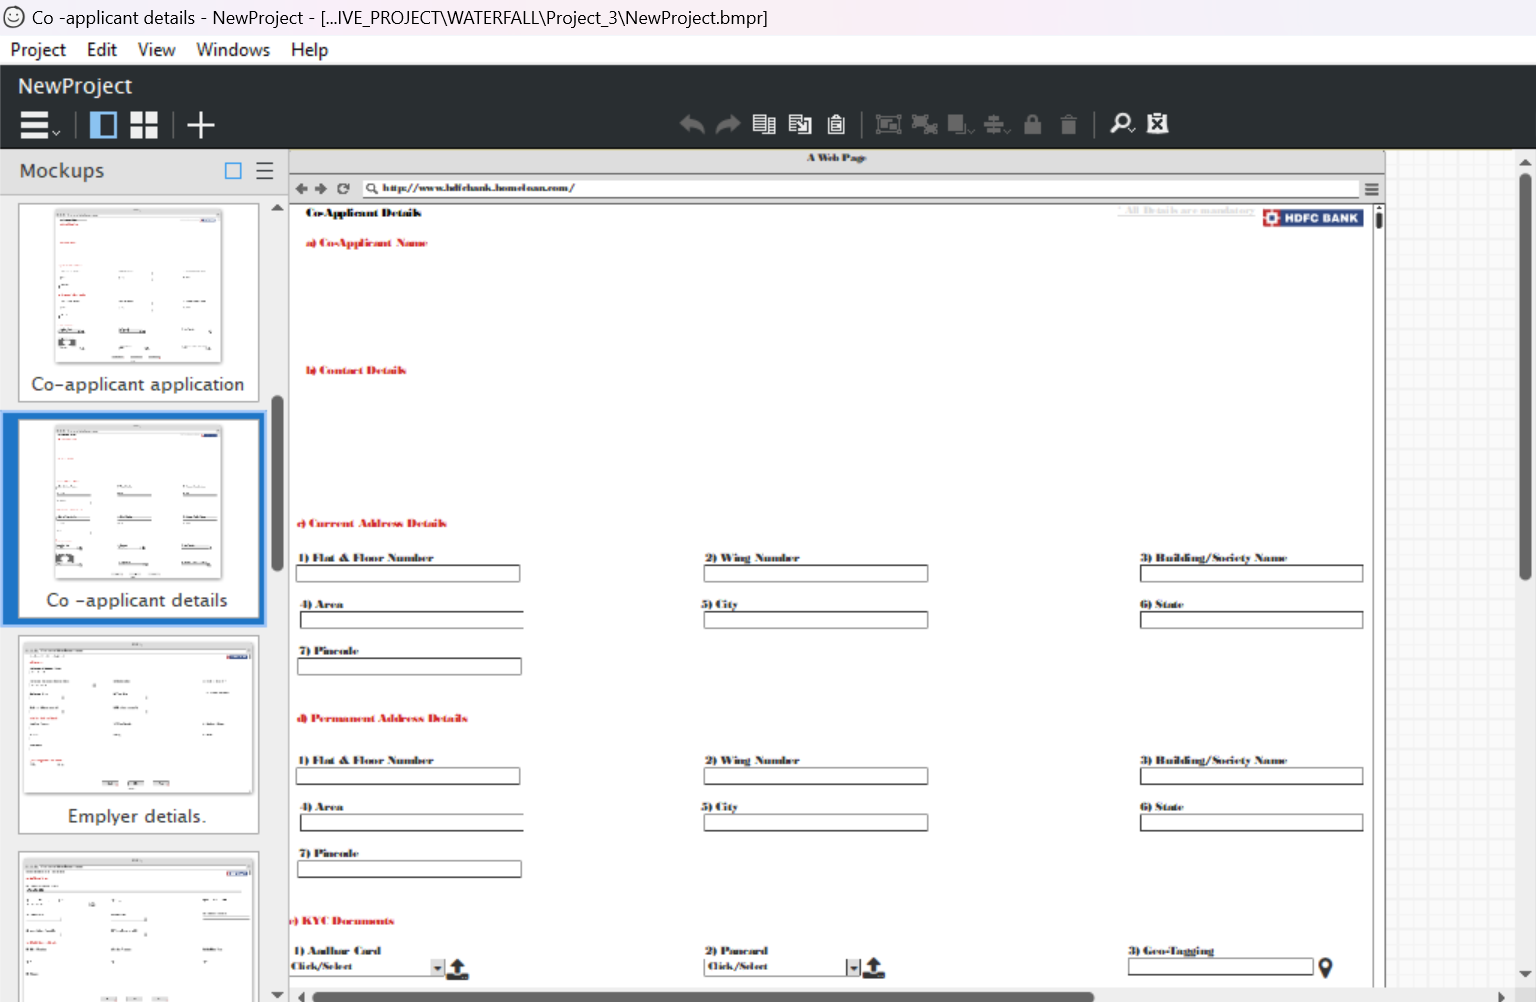 Co -applicant details - NewProject - [...IVE_PROJECT\WATERFALL\Project_3\NewProject.bmpr]
Project Edit View Windows Help
NewProject
Mockups
A Web Page
http://www.hdfcbank.homeloan.com/
Co-Applicant Details
* All Details are mandatory
HDFC BANK
a) Co-Applicant Name
b) Contact Details
c) Current Address Details
1) Flat & Floor Number 2) Wing Number 3) Building/Society Name
4) Area 5) City 6) State
7) Pincode
d) Permanent Address Details
1) Flat & Floor Number 2) Wing Number 3) Building/Society Name
4) Area 5) City 6) State
7) Pincode
e) KYC Documents
1) Aadhar Card 2) Pancard 3) Geo-Tagging
Click/Select Click/Select
Co-applicant application
Co -applicant details
Emplyer detials.